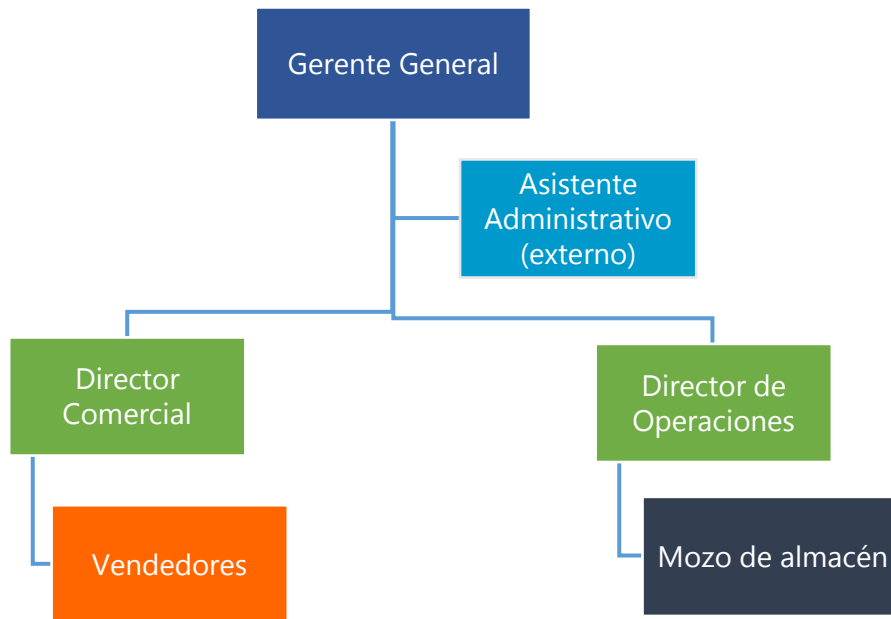 Gerente General
Asistente
Administrativo
(externo)
Director
Comercial
Director de
Operaciones
Vendedores
Mozo de almacén